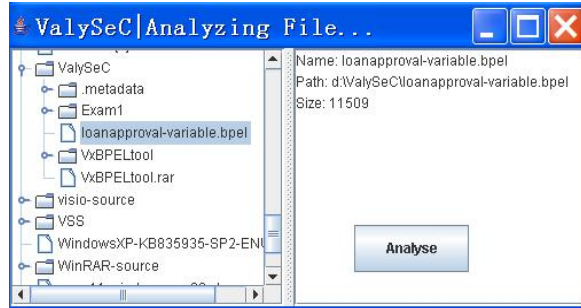 ValySeC|Analyzing File...
ValySeC
.metadata
Exam1
loanapproval-variable.bpel
VxBPELtool
VxBPELtool.rar
visio-source
VSS
WindowsXP-KB835935-SP2-ENU
WinRAR-source
Name: loanapproval-variable.bpel
Path: d:\ValySeC\loanapproval-variable.bpel
Size: 11509
Analyse